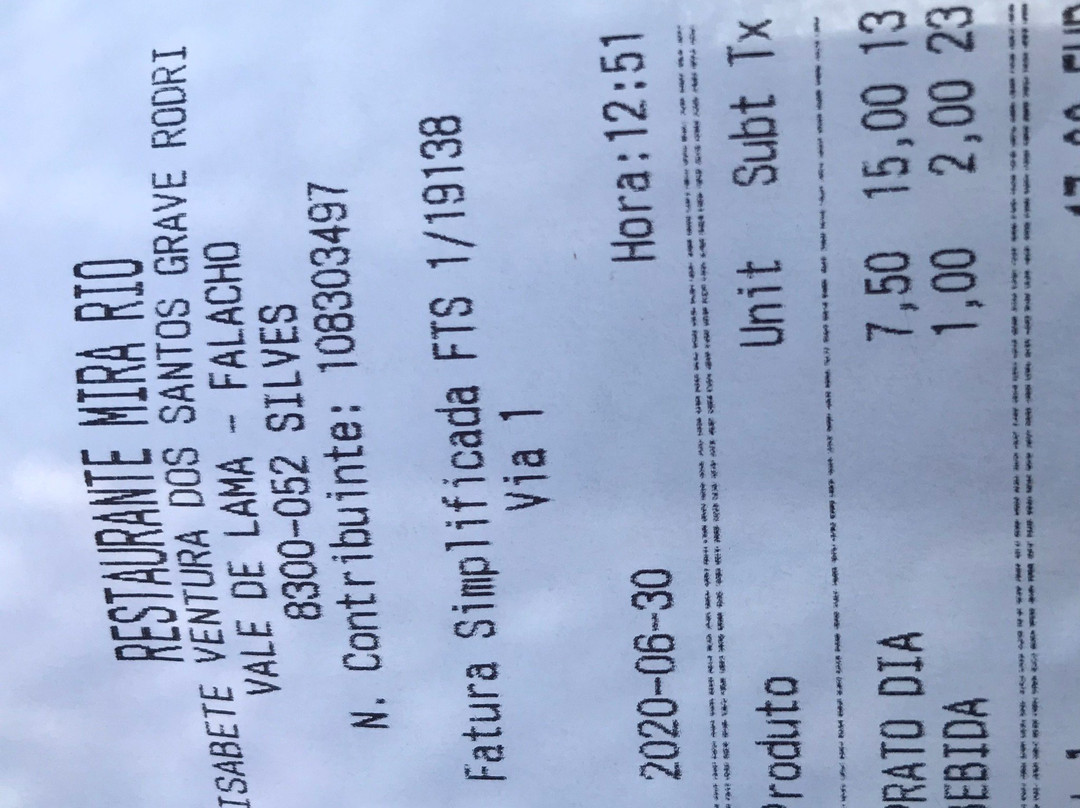 RESTAURANTE MIRA RIO
ISABETE VENTURA DOS SANTOS GRAVE RODRI
VALE DE LAMA - FALACHO
8300-052 SILVES
N. Contribuinte: 108303497
Fatura Simplificada FTS 1/19138
Via 1
2020-06-30 Hora:12:51
Produto Unit Subt Tx
PRATO DIA 7,50 15,00 13
BEBIDA 1,00 2,00 23